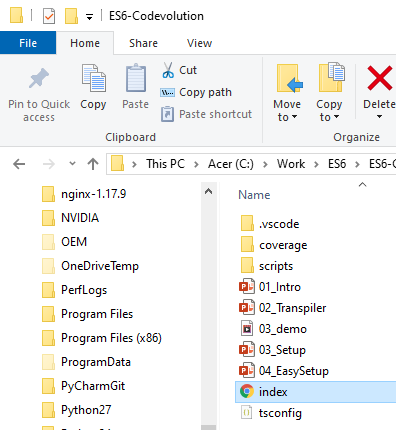 ES6-Codevolution
File Home Share View
Pin to Quick access
Copy
Paste
Cut
Copy path
Paste shortcut
Move to
Copy to
Delete
Clipboard
Organize
This PC > Acer (C:) > Work > ES6 > ES6-C
nginx-1.17.9
NVIDIA
OEM
OneDriveTemp
PerfLogs
Program Files
Program Files (x86)
ProgramData
PyCharmGit
Python27
Name
.vscode
coverage
scripts
01_Intro
02_Transpiler
03_demo
03_Setup
04_EasySetup
index
tsconfig